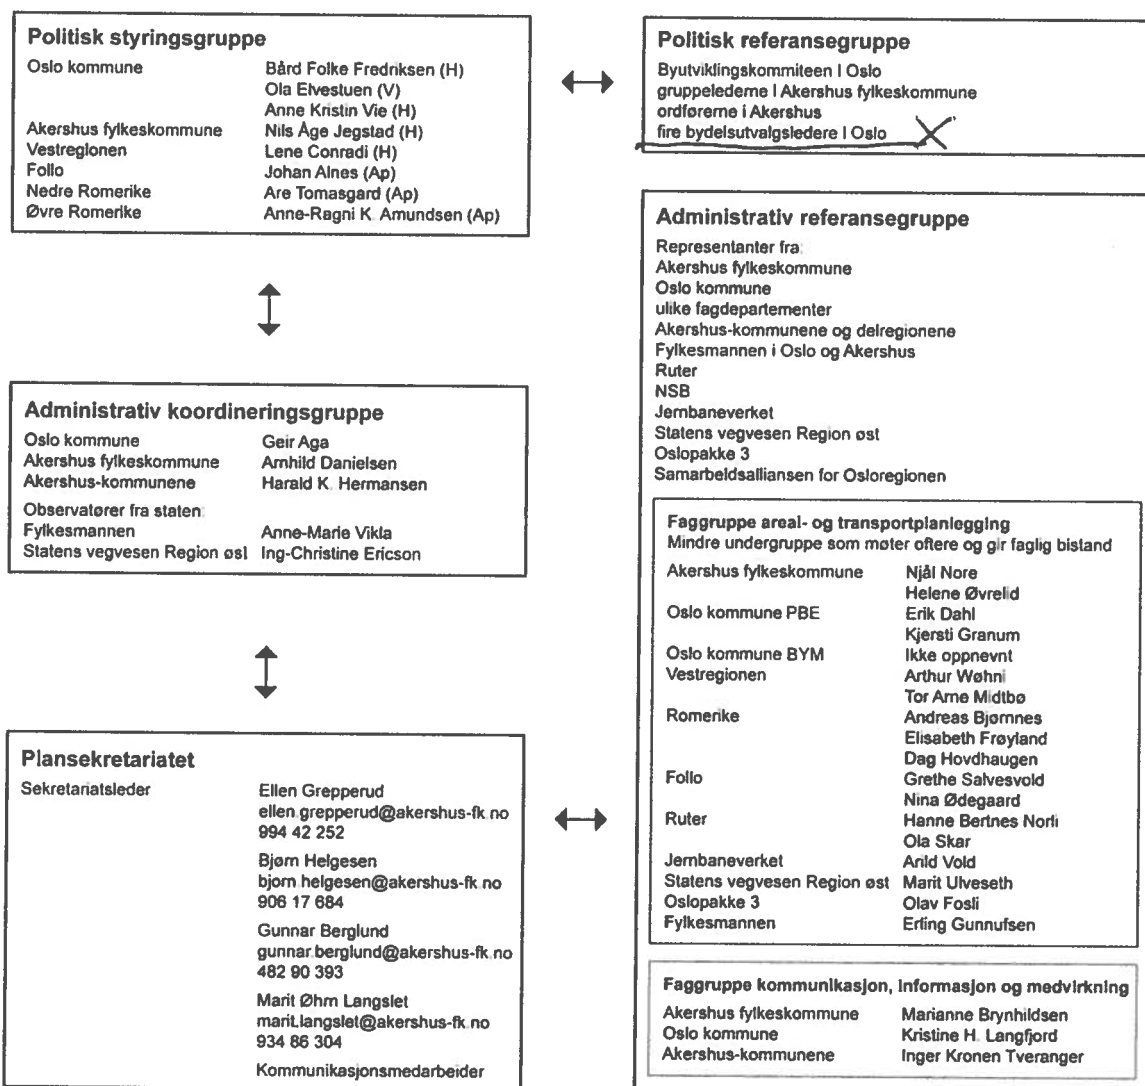 Politisk styringsgruppe
Oslo kommune Bård Folke Fredriksen (H)
Ola Elvestuen (V)
Anne Kristin Vie (H)
Akershus fylkeskommune Nils Åge Jegstad (H)
Vestregionen Lene Conradi (H)
Follo Johan Alnes (Ap)
Nedre Romerike Are Tomasgard (Ap)
Øvre Romerike Anne-Ragni K. Amundsen (Ap)
Politisk referansegruppe
Byutviklingskommiteen i Oslo
gruppelederne i Akershus fylkeskommune
ordførerne i Akershus
fire bydelsutvalgsledere i Oslo
Administrativ koordineringsgruppe
Oslo kommune Geir Aga
Akershus fylkeskommune Arnhild Danielsen
Akershus-kommunene Harald K. Hermansen
Observatører fra staten:
Fylkesmannen Anne-Marie Vikla
Statens vegvesen Region øst Ing-Christine Ericson
Plansekretariatet
Sekretariatsleder Ellen Grepperud
ellen.grepperud@akershus-fk.no
994 42 252
Bjørn Helgesen
bjorn.helgesen@akershus-fk.no
906 17 684
Gunnar Berglund
gunnar.berglund@akershus-fk.no
482 90 393
Marit Øhrn Langslet
marit.langslet@akershus-fk.no
934 86 304
Kommunikasjonsmedarbeider
Administrativ referansegruppe
Representanter fra:
Akershus fylkeskommune
Oslo kommune
ulike fagdepartementer
Akershus-kommunene og delregionene
Fylkesmannen i Oslo og Akershus
Ruter
NSB
Jernbaneverket
Statens vegvesen Region øst
Oslopakke 3
Samarbeidsalliansen for Osloregionen
Faggruppe areal- og transportplanlegging
Mindre undergruppe som møter oftere og gir faglig bistand
Akershus fylkeskommune Njål Nore
Helene Øvrelid
Oslo kommune PBE Erik Dahl
Kjersti Granum
Oslo kommune BYM Ikke oppnevnt
Vestregionen Arthur Wøhni
Tor Arne Midtbø
Romerike Andreas Bjørnnes
Elisabeth Frøyland
Dag Hovdhaugen
Follo Grethe Salvesvold
Nina Ødegaard
Ruter Hanne Bertnes Norli
Ola Skar
Jernbaneverket Arild Vold
Statens vegvesen Region øst Marit Ulveseth
Oslopakke 3 Olav Fosli
Fylkesmannen Erling Gunnufsen
Faggruppe kommunikasjon, informasjon og medvirkning
Akershus fylkeskommune Marianne Brynhildsen
Oslo kommune Kristine H. Langfjord
Akershus-kommunene Inger Kronen Tveranger